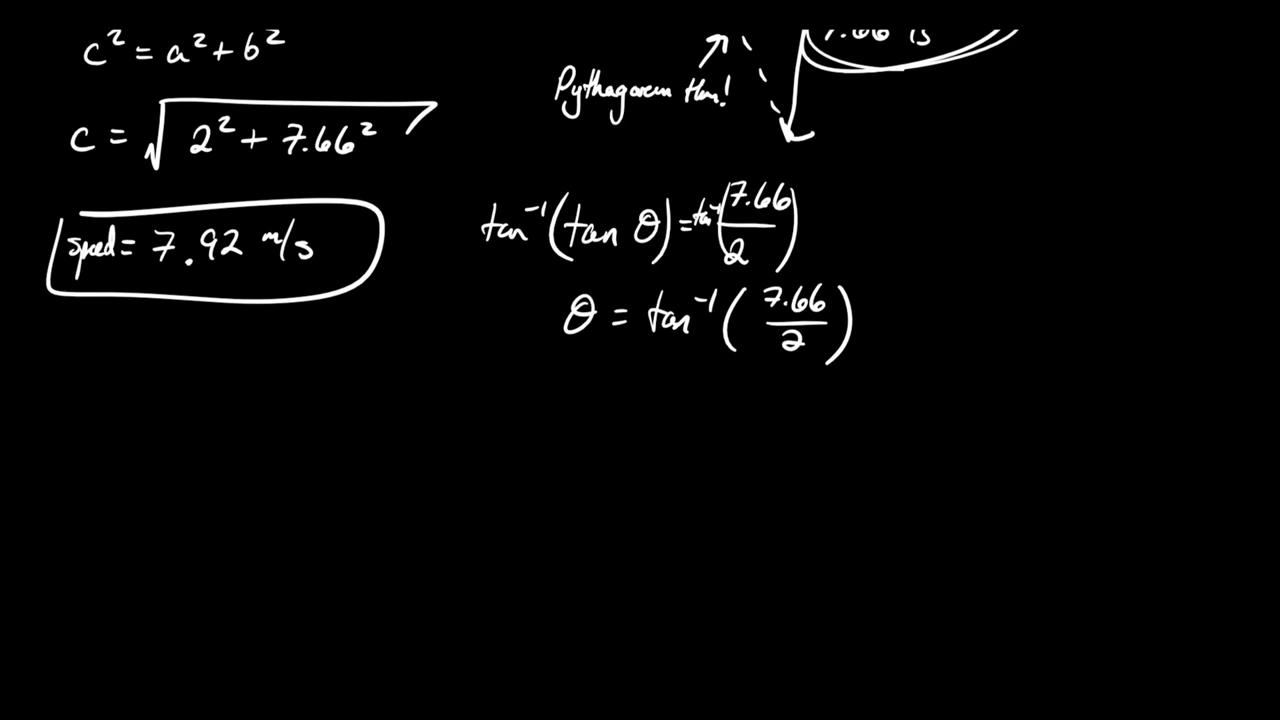 c² = a² + b²
c = √2² + 7.66²
speed = 7.92 m/s
Pythagorean thm!
tan⁻¹(tan θ) = tan⁻¹(7.66/2)
θ = tan⁻¹(7.66/2)